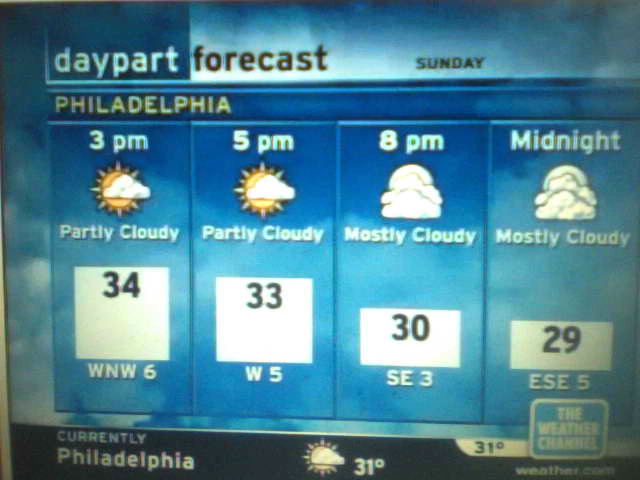 daypart forecast SUNDAY
PHILADELPHIA
3 pm 5 pm 8 pm Midnight
Partly Cloudy Partly Cloudy Mostly Cloudy Mostly Cloudy
34 33 30 29
WNW 6 W 5 SE 3 ESE 5
CURRENTLY
Philadelphia 31° 31°
THE
WEATHER
CHANNEL
weather.com